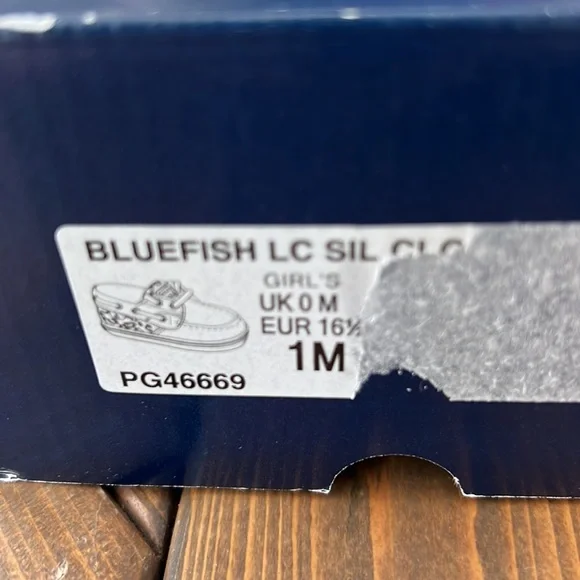 BLUEFISH LC SIL
GIRL'S
UK 0 M
EUR 16½
1M
PG46669